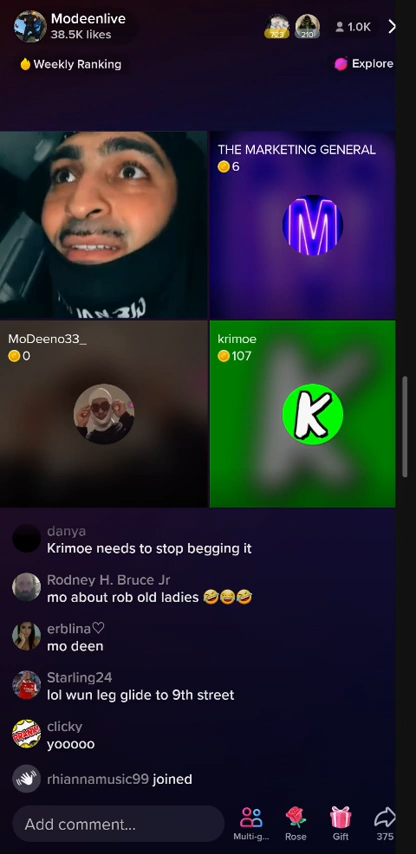 Modeenlive
38.5K likes
210
1.0K
Weekly Ranking
Explore
THE MARKETING GENERAL
6
M
MoDeeno33_
0
krimoe
107
K
danya
Krimoe needs to stop begging it
Rodney H. Bruce Jr
mo about rob old ladies 🤣😂🤣
erblina♡
mo deen
Starling24
lol wun leg glide to 9th street
clicky
yooooo
rhiannamusic99 joined
Add comment...
Multi-g...
Rose
Gift
375